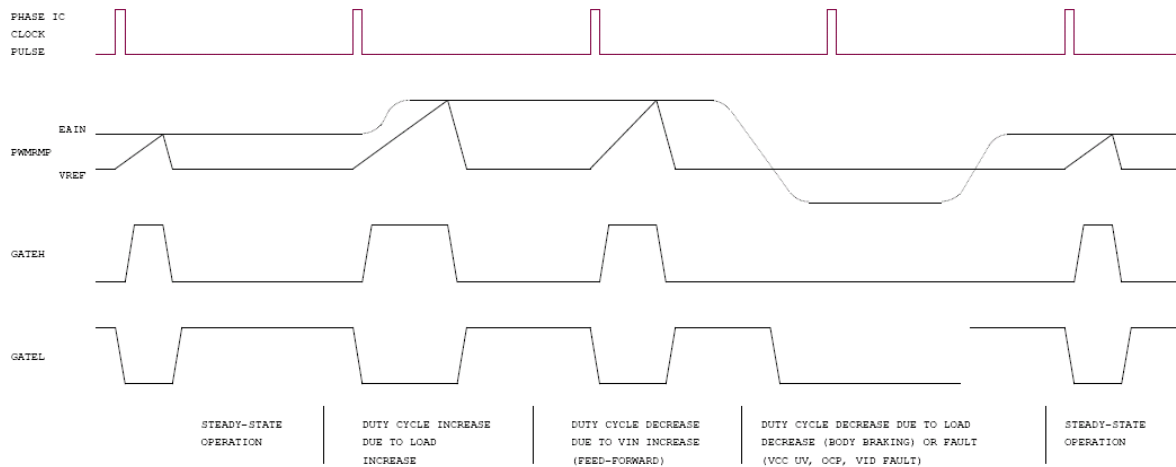 PHASE IC
CLOCK
PULSE
EAIN
PWMRMP
VREF
GATEH
GATEL
STEADY-STATE
OPERATION
DUTY CYCLE INCREASE
DUE TO LOAD
INCREASE
DUTY CYCLE DECREASE
DUE TO VIN INCREASE
(FEED-FORWARD)
DUTY CYCLE DECREASE DUE TO LOAD
DECREASE (BODY BRAKING) OR FAULT
(VCC UV, OCP, VID FAULT)
STEADY-STATE
OPERATION